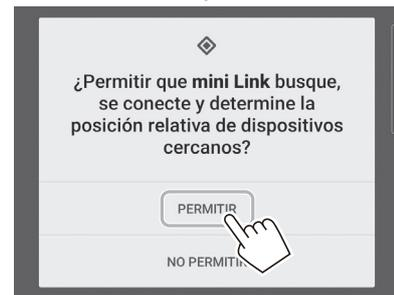 ¿Permitir que mini Link busque,
se conecte y determine la
posición relativa de dispositivos
cercanos?
PERMITIR
NO PERMITIR